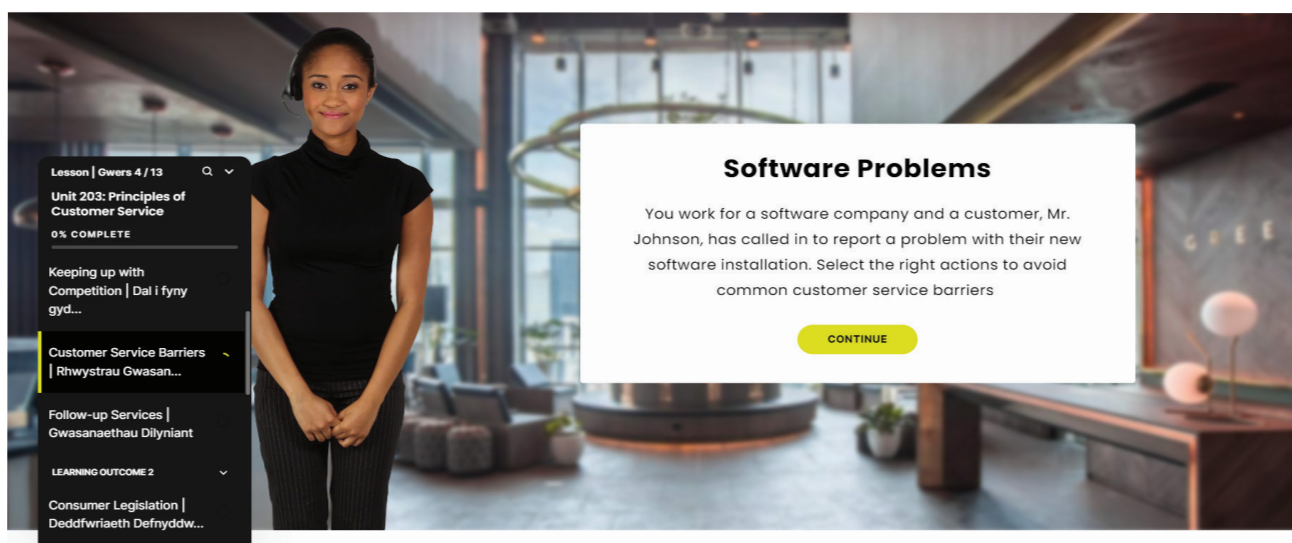 Lesson | Gwers 4 / 13
Unit 203: Principles of
Customer Service
0% COMPLETE
Keeping up with
Competition | Dal i fyny
gyd...
Customer Service Barriers
| Rhwystrau Gwasan...
Follow-up Services |
Gwasanaethau Dilyniant
LEARNING OUTCOME 2
Consumer Legislation |
Deddfwriaeth Defnyddw...
Software Problems
You work for a software company and a customer, Mr.
Johnson, has called in to report a problem with their new
software installation. Select the right actions to avoid
common customer service barriers
CONTINUE